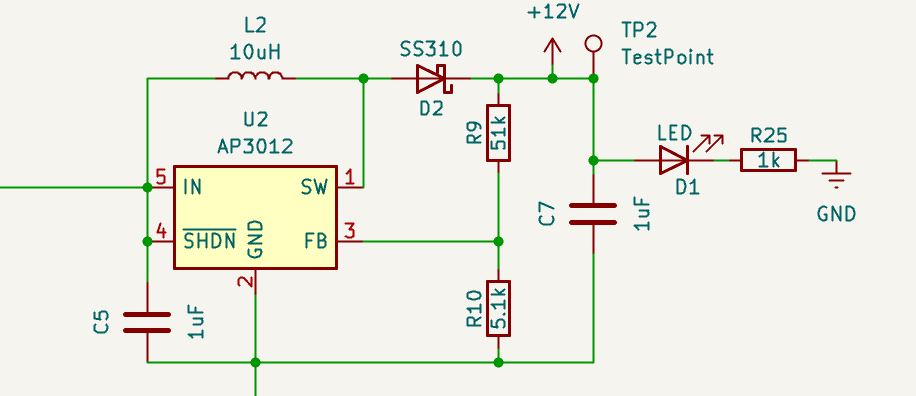 +12V
L2
10uH
SS310
D2
TP2
TestPoint
U2
AP3012
R9
51k
LED
D1
R25
1k
GND
5
IN
SW
1
4
SHDN
GND
FB
3
2
C7
1uF
C5
1uF
R10
5.1k